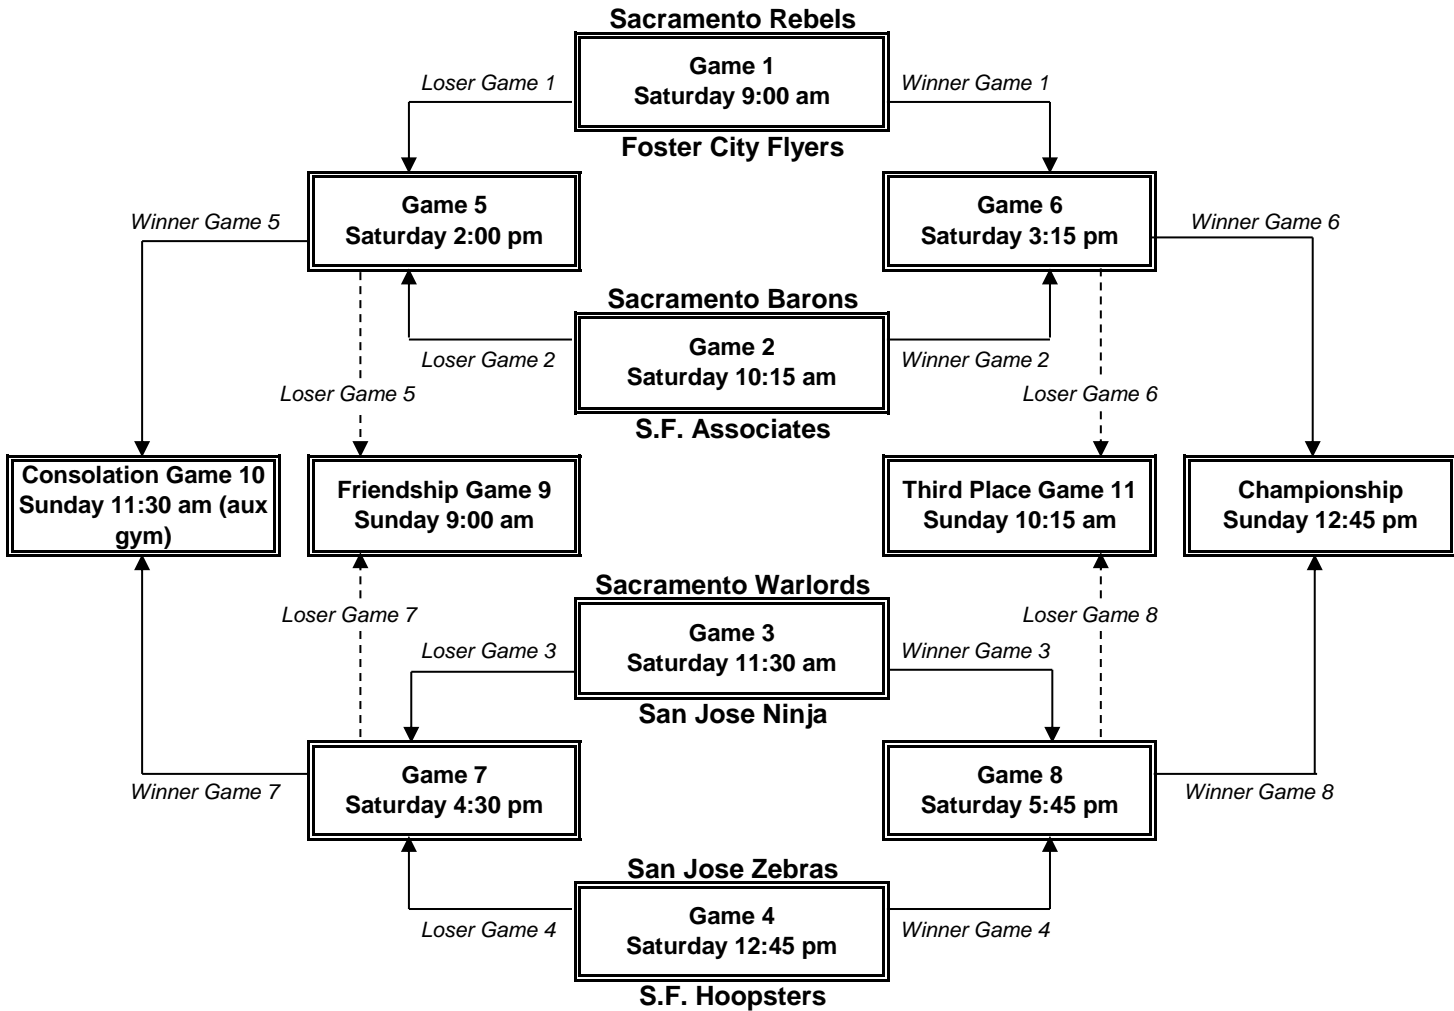 Sacramento Rebels
Game 1
Saturday 9:00 am
Loser Game 1
Winner Game 1
Foster City Flyers
Game 5
Saturday 2:00 pm
Game 6
Saturday 3:15 pm
Winner Game 5
Winner Game 6
Sacramento Barons
Game 2
Saturday 10:15 am
Loser Game 2
Winner Game 2
Loser Game 5
Loser Game 6
S.F. Associates
Consolation Game 10
Sunday 11:30 am (aux
gym)
Friendship Game 9
Sunday 9:00 am
Third Place Game 11
Sunday 10:15 am
Championship
Sunday 12:45 pm
Sacramento Warlords
Loser Game 7
Loser Game 8
Game 3
Saturday 11:30 am
Loser Game 3
Winner Game 3
San Jose Ninja
Game 7
Saturday 4:30 pm
Game 8
Saturday 5:45 pm
Winner Game 7
Winner Game 8
San Jose Zebras
Game 4
Saturday 12:45 pm
Loser Game 4
Winner Game 4
S.F. Hoopsters